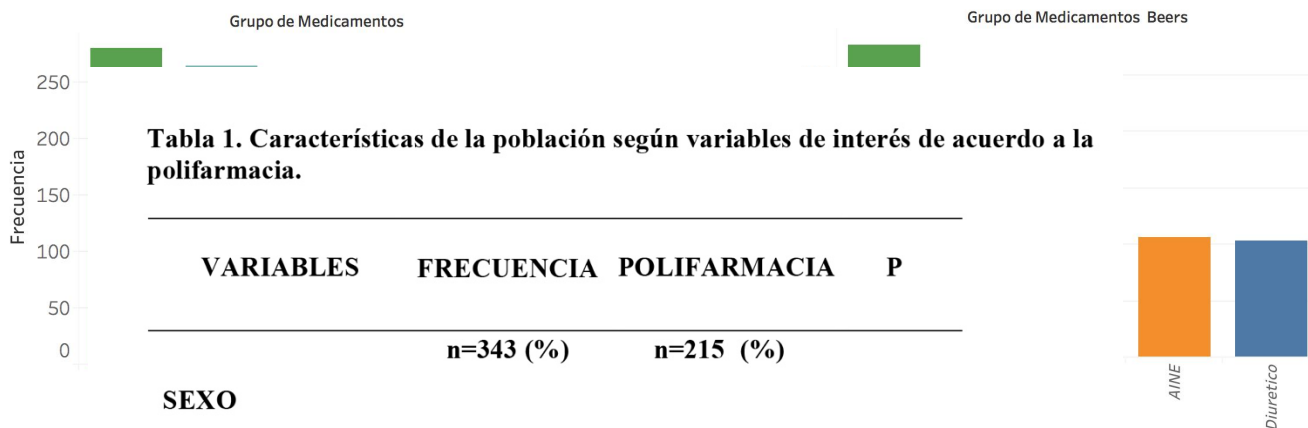 Grupo de Medicamentos
Grupo de Medicamentos Beers
Frecuencia
250
200
150
100
50
0
Tabla 1. Características de la población según variables de interés de acuerdo a la
polifarmacia.
VARIABLES FRECUENCIA POLIFARMACIA P
n=343 (%) n=215 (%)
SEXO
AINE
Diuretico